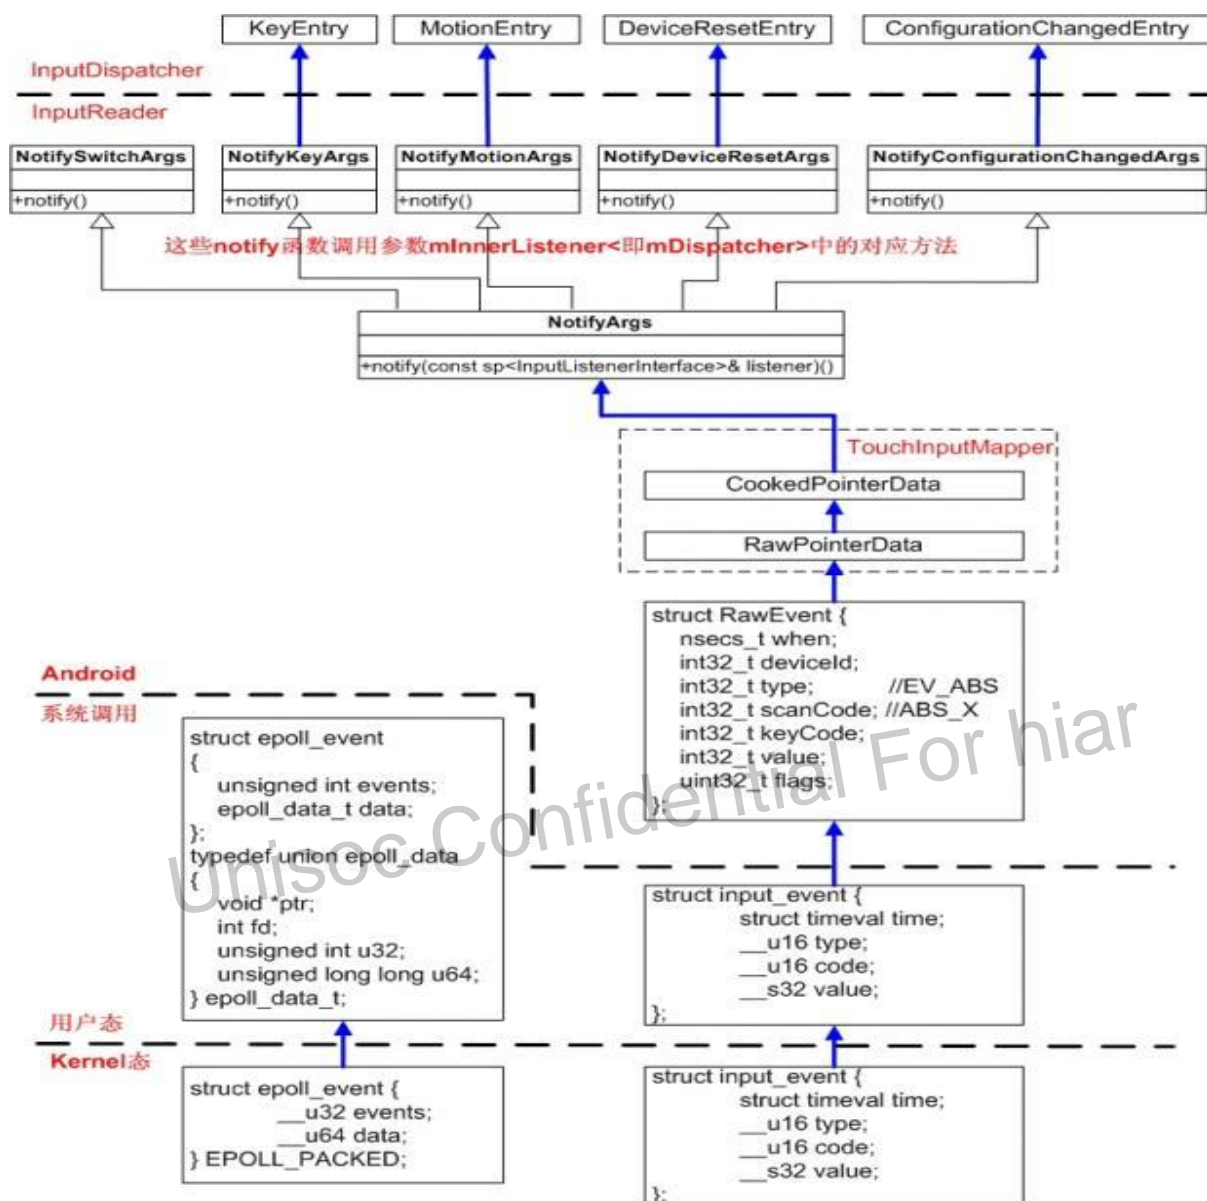 KeyEntry MotionEntry DeviceResetEntry ConfigurationChangedEntry
InputDispatcher
InputReader
NotifySwitchArgs NotifyKeyArgs NotifyMotionArgs NotifyDeviceResetArgs NotifyConfigurationChangedArgs
+notify() +notify() +notify() +notify() +notify()
这些notify函数调用参数mInnerListener<即mDispatcher>中的对应方法
NotifyArgs
+notify(const sp<InputListenerInterface>& listener)()
TouchInputMapper
CookedPointerData
RawPointerData
struct RawEvent {
nsecs_t when;
int32_t deviceId;
int32_t type; //EV_ABS
int32_t scanCode; //ABS_X
int32_t keyCode;
int32_t value;
uint32_t flags;
};
Android
系统调用
struct epoll_event
{
unsigned int events;
epoll_data_t data;
};
typedef union epoll_data
{
void *ptr;
int fd;
unsigned int u32;
unsigned long long u64;
} epoll_data_t;
struct input_event {
struct timeval time;
__u16 type;
__u16 code;
__s32 value;
};
用户态
Kernel态
struct epoll_event {
__u32 events;
__u64 data;
} EPOLL_PACKED;
struct input_event {
struct timeval time;
__u16 type;
__u16 code;
__s32 value;
};
Unisoc Confidential For hiar